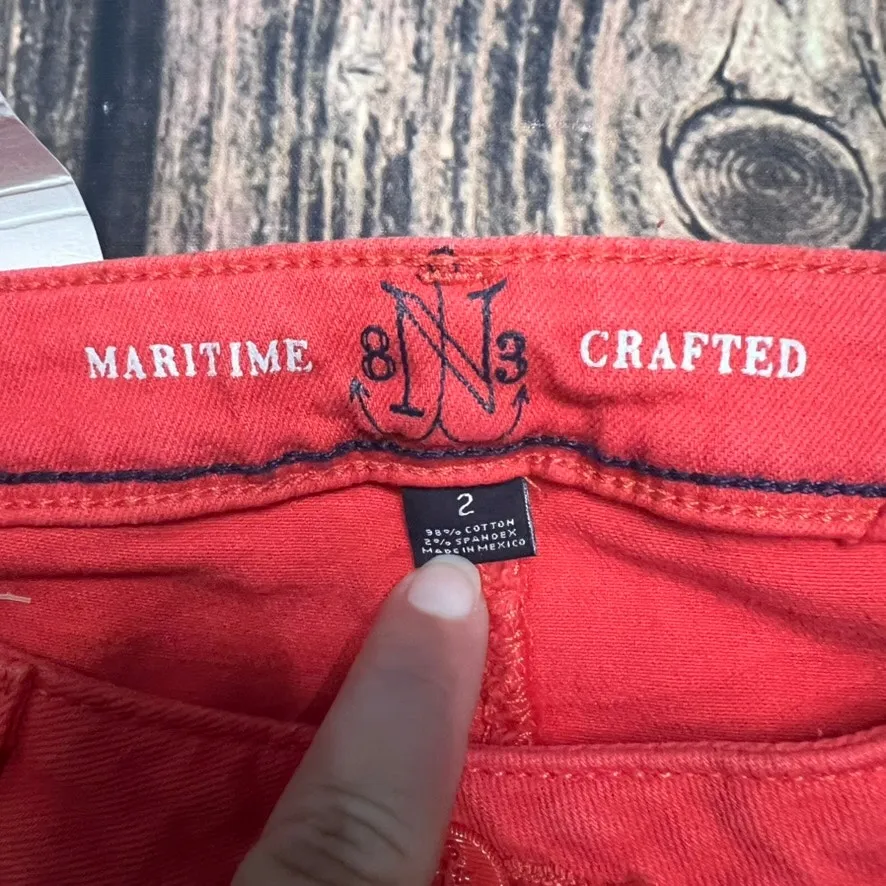 MARITIME 8 N 3 CRAFTED
2
98% COTTON
2% SPANDEX
MADE IN MEXICO